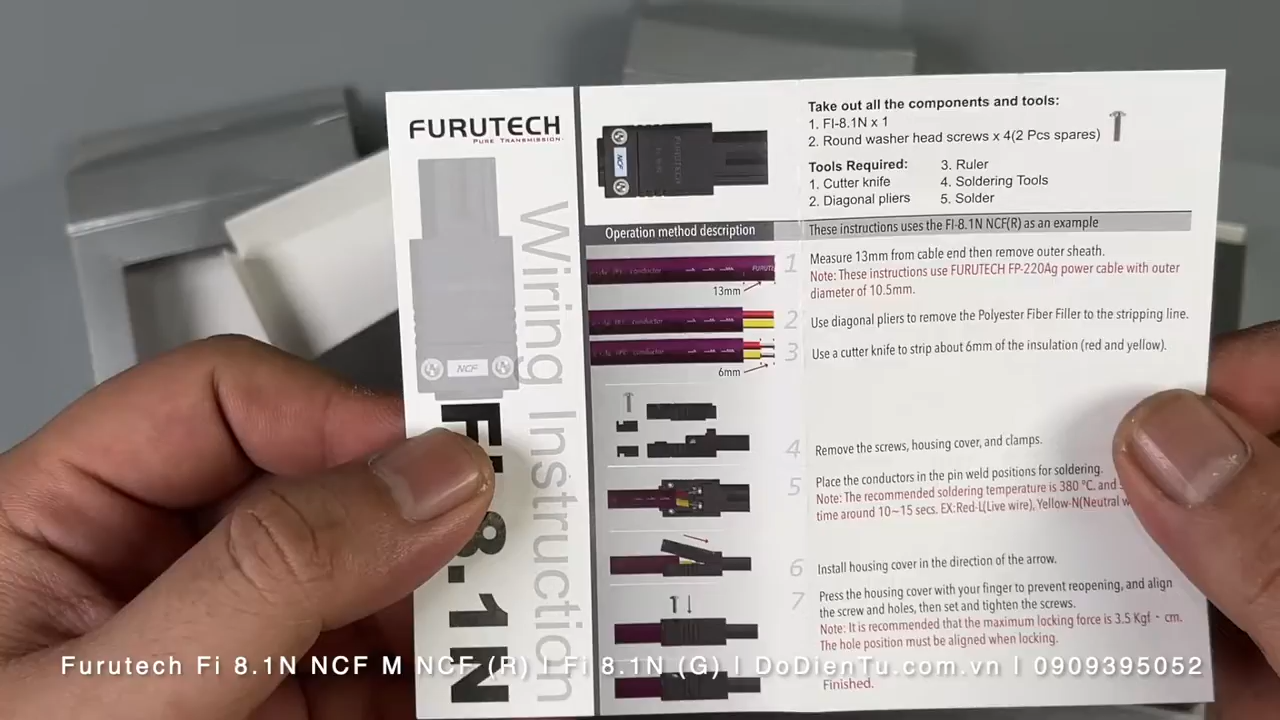 FURUTECH
PURE TRANSMISSION
NCF
Wiring Instruction
FI-8.1N
NCF
FURUTECH
Take out all the components and tools:
1. FI-8.1N x 1
2. Round washer head screws x 4(2 Pcs spares)
Tools Required:
1. Cutter knife
2. Diagonal pliers
3. Ruler
4. Soldering Tools
5. Solder
Operation method description
These instructions uses the FI-8.1N NCF(R) as an example
13mm
1
Measure 13mm from cable end then remove outer sheath.
Note: These instructions use FURUTECH FP-220Ag power cable with outer
diameter of 10.5mm.
2
Use diagonal pliers to remove the Polyester Fiber Filler to the stripping line.
6mm
3
Use a cutter knife to strip about 6mm of the insulation (red and yellow).
4
Remove the screws, housing cover, and clamps.
5
Place the conductors in the pin weld positions for soldering.
Note: The recommended soldering temperature is 380 °C, and
time around 10~15 secs. EX:Red-L(Live wire), Yellow-N(Neutral
6
Install housing cover in the direction of the arrow.
7
Press the housing cover with your finger to prevent reopening, and align
the screw and holes, then set and tighten the screws.
Note: It is recommended that the maximum locking force is 3.5 Kgf・cm.
The hole position must be aligned when locking.
Finished.
Furutech Fi 8.1N NCF M NCF (R) | Fi 8.1N (G) | DoDienTu.com.vn | 0909395052